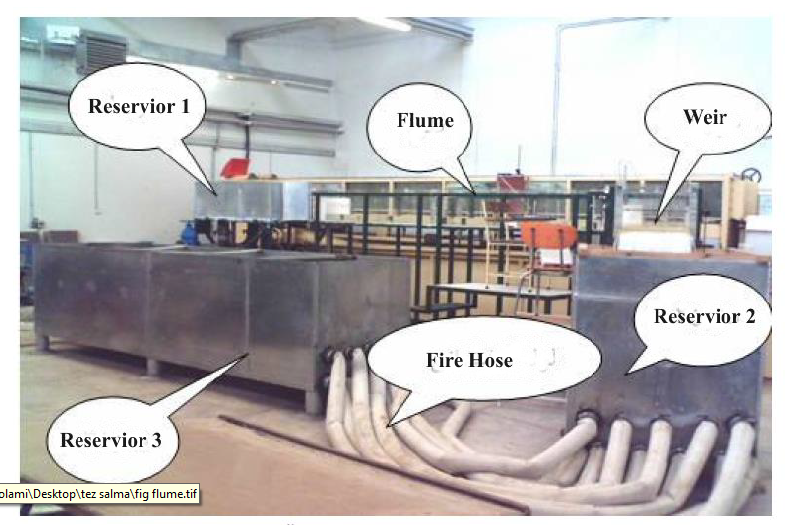 Reservior 1
Flume
Weir
Reservior 2
Fire Hose
Reservior 3
olami\Desktop\tez salma\fig flume.tif